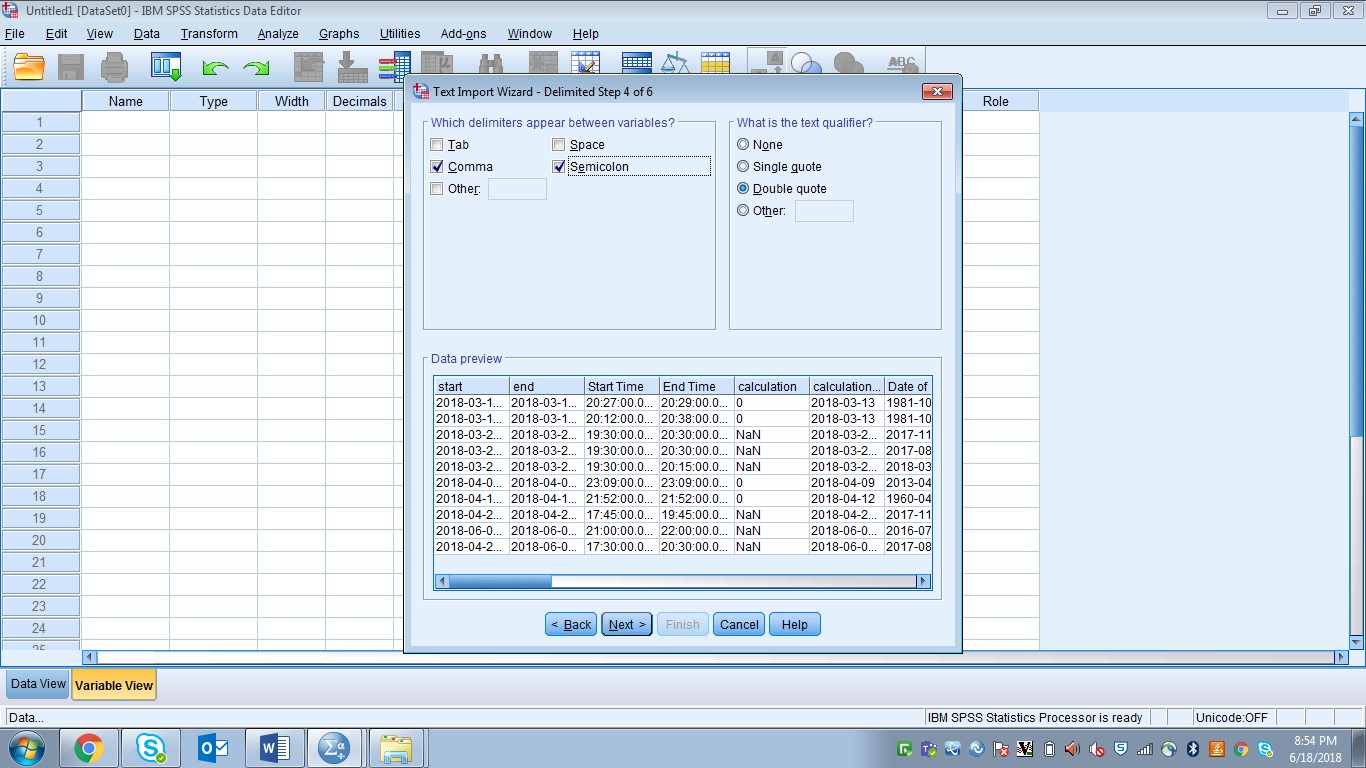 Untitled1 [DataSet0] - IBM SPSS Statistics Data Editor
File Edit View Data Transform Analyze Graphs Utilities Add-ons Window Help
Name Type Width Decimals Role
Text Import Wizard - Delimited Step 4 of 6
Which delimiters appear between variables?
Tab Space
Comma Semicolon
Other:
What is the text qualifier?
None
Single quote
Double quote
Other:
Data preview
start end Start Time End Time calculation calculation... Date of
2018-03-1... 2018-03-1... 20:27:00.0... 20:29:00.0... 0 2018-03-13 1981-10
2018-03-1... 2018-03-1... 20:12:00.0... 20:38:00.0... 0 2018-03-13 1981-10
2018-03-2... 2018-03-2... 19:30:00.0... 20:30:00.0... NaN 2018-03-2... 2017-11
2018-03-2... 2018-03-2... 19:30:00.0... 20:30:00.0... NaN 2018-03-2... 2017-08
2018-03-2... 2018-03-2... 19:30:00.0... 20:15:00.0... NaN 2018-03-2... 2018-03
2018-04-0... 2018-04-0... 23:09:00.0... 23:09:00.0... 0 2018-04-09 2013-04
2018-04-1... 2018-04-1... 21:52:00.0... 21:52:00.0... 0 2018-04-12 1960-04
2018-04-2... 2018-04-2... 17:45:00.0... 19:45:00.0... NaN 2018-04-2... 2017-11
2018-06-0... 2018-06-0... 21:00:00.0... 22:00:00.0... NaN 2018-06-0... 2016-07
2018-04-2... 2018-06-0... 17:30:00.0... 20:30:00.0... NaN 2018-06-0... 2017-08
< Back Next > Finish Cancel Help
1
2
3
4
5
6
7
8
9
10
11
12
13
14
15
16
17
18
19
20
21
22
23
24
Data View Variable View
Data... IBM SPSS Statistics Processor is ready Unicode:OFF
8:54 PM
6/18/2018